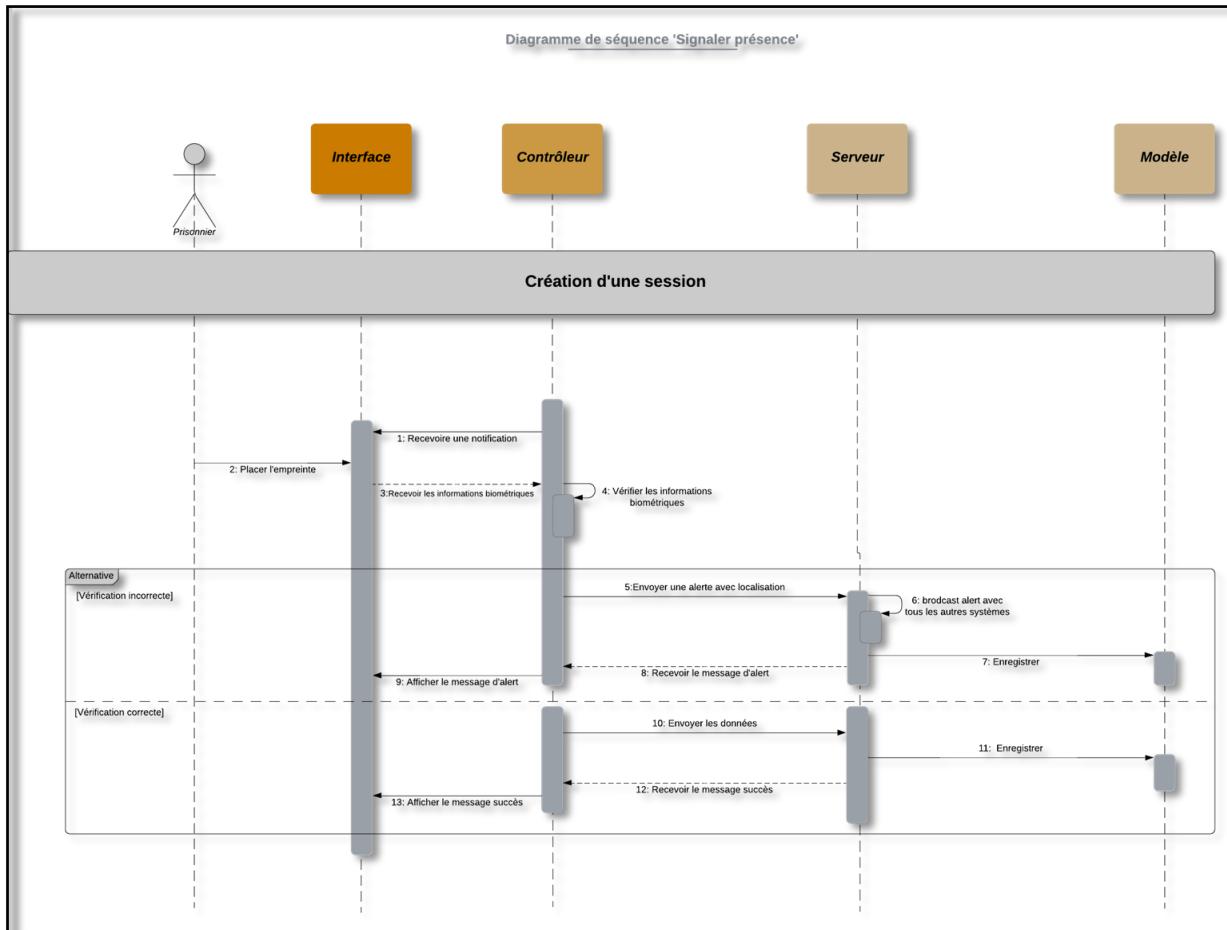 Diagramme de séquence 'Signaler présence'
Interface
Contrôleur
Serveur
Modèle
Prisonnier
Création d'une session
1: Recevoire une notification
2: Placer l'empreinte
3:Recevoir les informations biométriques
4: Vérifier les informations
biométriques
Alternative
[Vérification incorrecte]
5:Envoyer une alerte avec localisation
6: brodcast alert avec
tous les autres systèmes
7: Enregistrer
8: Recevoir le message d'alert
9: Afficher le message d'alert
[Vérification correcte]
10: Envoyer les données
11: Enregistrer
12: Recevoir le message succès
13: Afficher le message succès